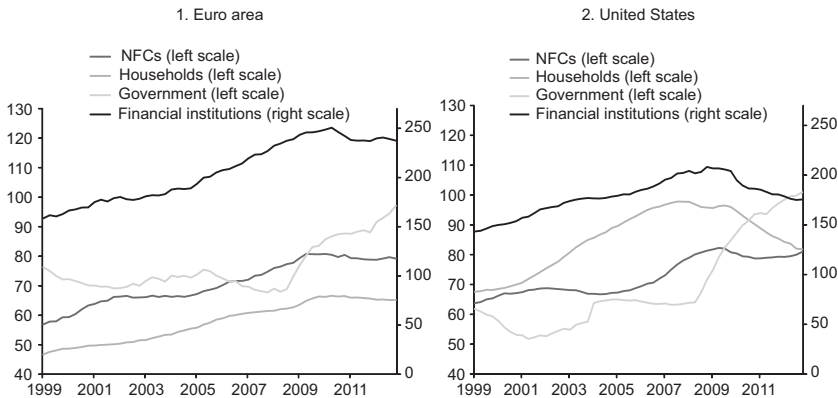 1. Euro area
NFCs (left scale)
Households (left scale)
Government (left scale)
Financial institutions (right scale)
130
120
110
100
90
80
70
60
50
40
250
200
150
100
50
0
1999 2001 2003 2005 2007 2009 2011
2. United States
NFCs (left scale)
Households (left scale)
Government (left scale)
Financial institutions (right scale)
130
120
110
100
90
80
70
60
50
40
250
200
150
100
50
0
1999 2001 2003 2005 2007 2009 2011